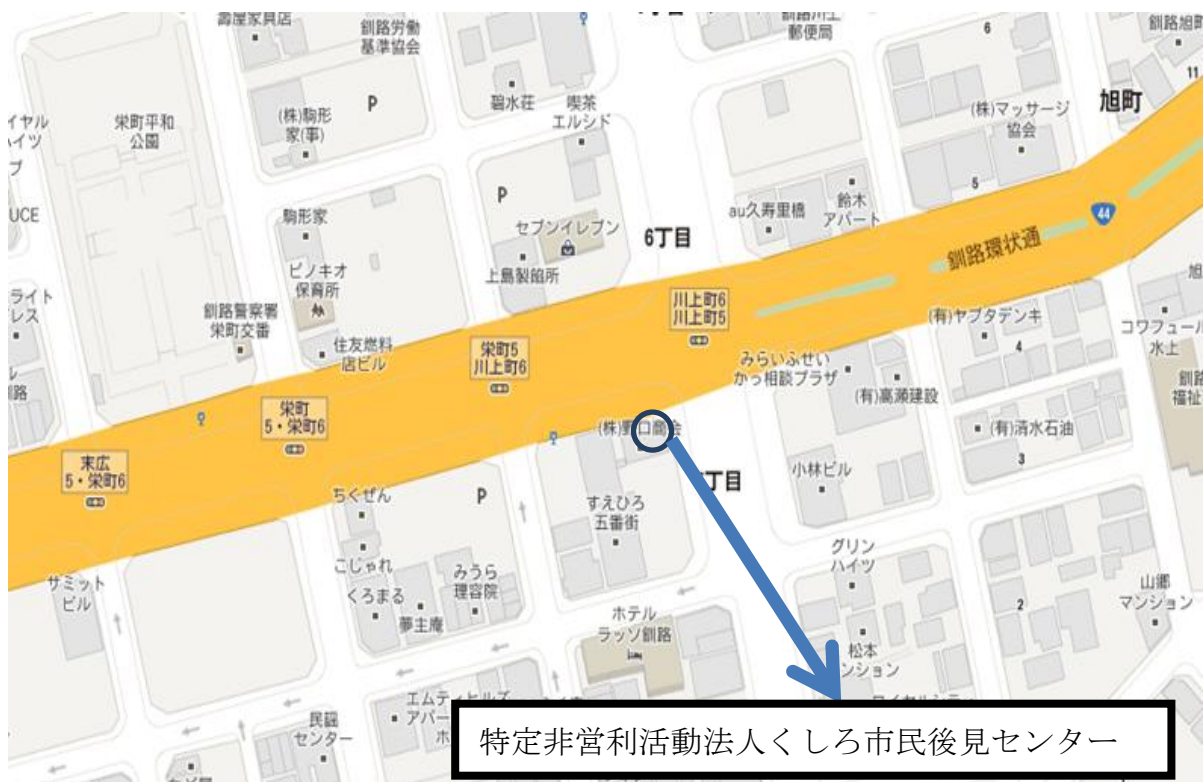 壽屋家具店
釧路労働
基準協会
釧路川上
郵便局
釧路旭町
6
11
栄町平和
公園
(株)駒形
家(事)
P
碧水荘
喫茶
エルシド
(株)マッサージ
協会
旭町
UCE
駒形家
P
セブンイレブン
6丁目
au久寿里橋
鈴木
アパート
5
44
釧路環状通
ピノキオ
保育所
上島製餡所
釧路警察署
栄町交番
住友燃料
店ビル
栄町5
川上町6
川上町6
川上町5
(有)ヤブタデンキ
4
コワフュール
水上
みらいふせい
かつ相談プラザ
(有)高瀬建設
栄町
5・栄町6
(株)野口商会
(有)清水石油
3
末広
5・栄町6
小林ビル
丁目
ちくぜん
P
すえひろ
五番街
こじゃれ
くろまる
夢主庵
みうら
理容院
グリン
ハイツ
サミット
ビル
ホテル
ラッソ釧路
2
山郷
マンション
松本
ンション
民謡
センター
特定非営利活動法人くしろ市民後見センター